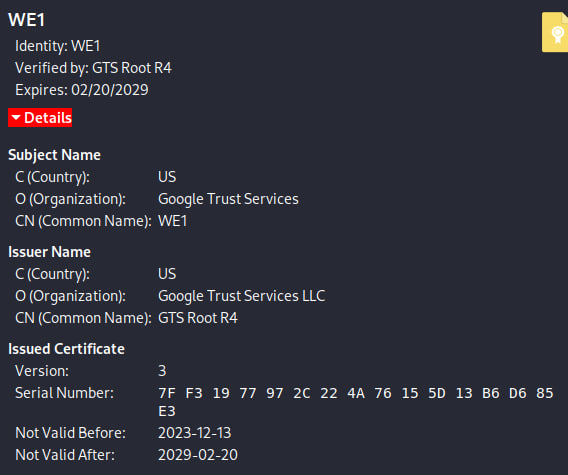 WE1
Identity: WE1
Verified by: GTS Root R4
Expires: 02/20/2029
Details
Subject Name
C (Country): US
O (Organization): Google Trust Services
CN (Common Name): WE1
Issuer Name
C (Country): US
O (Organization): Google Trust Services LLC
CN (Common Name): GTS Root R4
Issued Certificate
Version: 3
Serial Number: 7F F3 19 77 97 2C 22 4A 76 15 5D 13 B6 D6 85
E3
Not Valid Before: 2023-12-13
Not Valid After: 2029-02-20